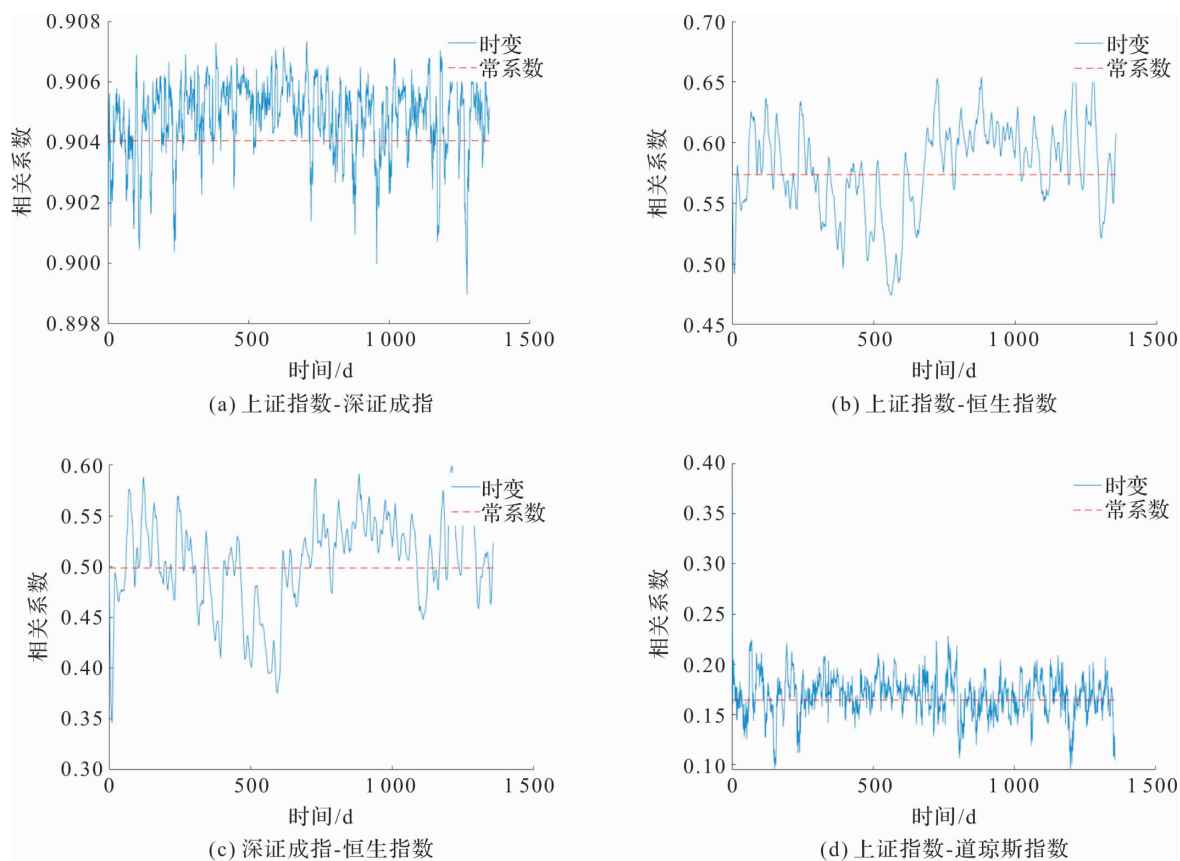 0.908
0.906
0.904
0.902
0.900
0.898
相关系数
时变
常系数
0 500 1 000 1 500
时间/d
(a) 上证指数-深证成指
0.70
0.65
0.60
0.55
0.50
0.45
相关系数
时变
常系数
0 500 1 000 1 500
时间/d
(b) 上证指数-恒生指数
0.60
0.55
0.50
0.45
0.40
0.35
0.30
相关系数
时变
常系数
0 500 1 000 1 500
时间/d
(c) 深证成指-恒生指数
0.40
0.35
0.30
0.25
0.20
0.15
0.10
相关系数
时变
常系数
0 500 1 000 1 500
时间/d
(d) 上证指数-道琼斯指数